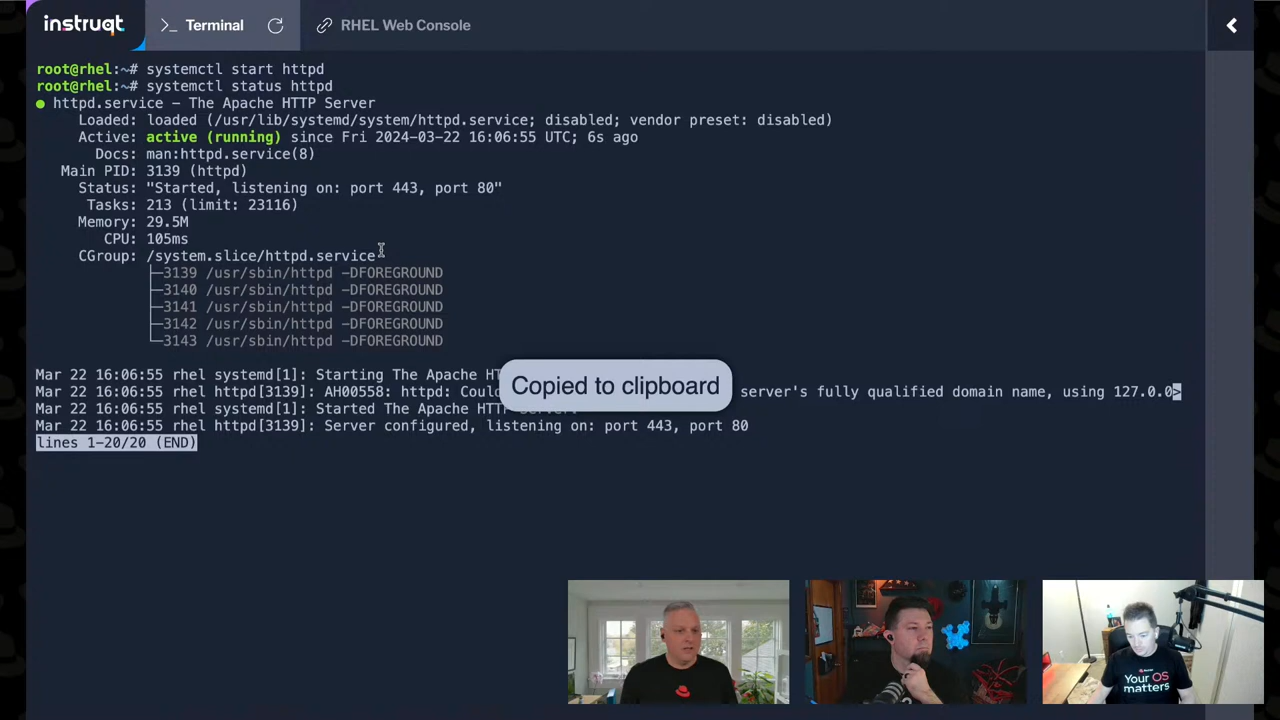 instruqt
>_ Terminal
RHEL Web Console
root@rhel:~# systemctl start httpd
root@rhel:~# systemctl status httpd
● httpd.service – The Apache HTTP Server
Loaded: loaded (/usr/lib/systemd/system/httpd.service; disabled; vendor preset: disabled)
Active: active (running) since Fri 2024-03-22 16:06:55 UTC; 6s ago
Docs: man:httpd.service(8)
Main PID: 3139 (httpd)
Status: "Started, listening on: port 443, port 80"
Tasks: 213 (limit: 23116)
Memory: 29.5M
CPU: 105ms
CGroup: /system.slice/httpd.service
├─3139 /usr/sbin/httpd -DFOREGROUND
├─3140 /usr/sbin/httpd -DFOREGROUND
├─3141 /usr/sbin/httpd -DFOREGROUND
├─3142 /usr/sbin/httpd -DFOREGROUND
└─3143 /usr/sbin/httpd -DFOREGROUND
Mar 22 16:06:55 rhel systemd[1]: Starting The Apache
Copied to clipboard
Mar 22 16:06:55 rhel httpd[3139]: AH00558: httpd: server's fully qualified domain name, using 127.0.0>
Mar 22 16:06:55 rhel systemd[1]: Started The Apache HTTP Server.
Mar 22 16:06:55 rhel httpd[3139]: Server configured, listening on: port 443, port 80
lines 1-20/20 (END)
Your OS
matters